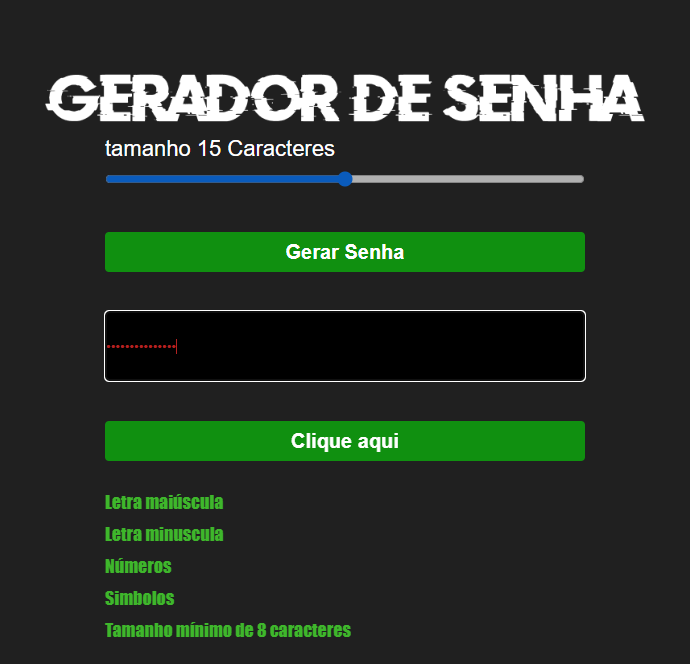 GERADOR DE SENHA
tamanho 15 Caracteres
Gerar Senha
•••••••••••••••
Clique aqui
Letra maiúscula
Letra minuscula
Números
Simbolos
Tamanho mínimo de 8 caracteres